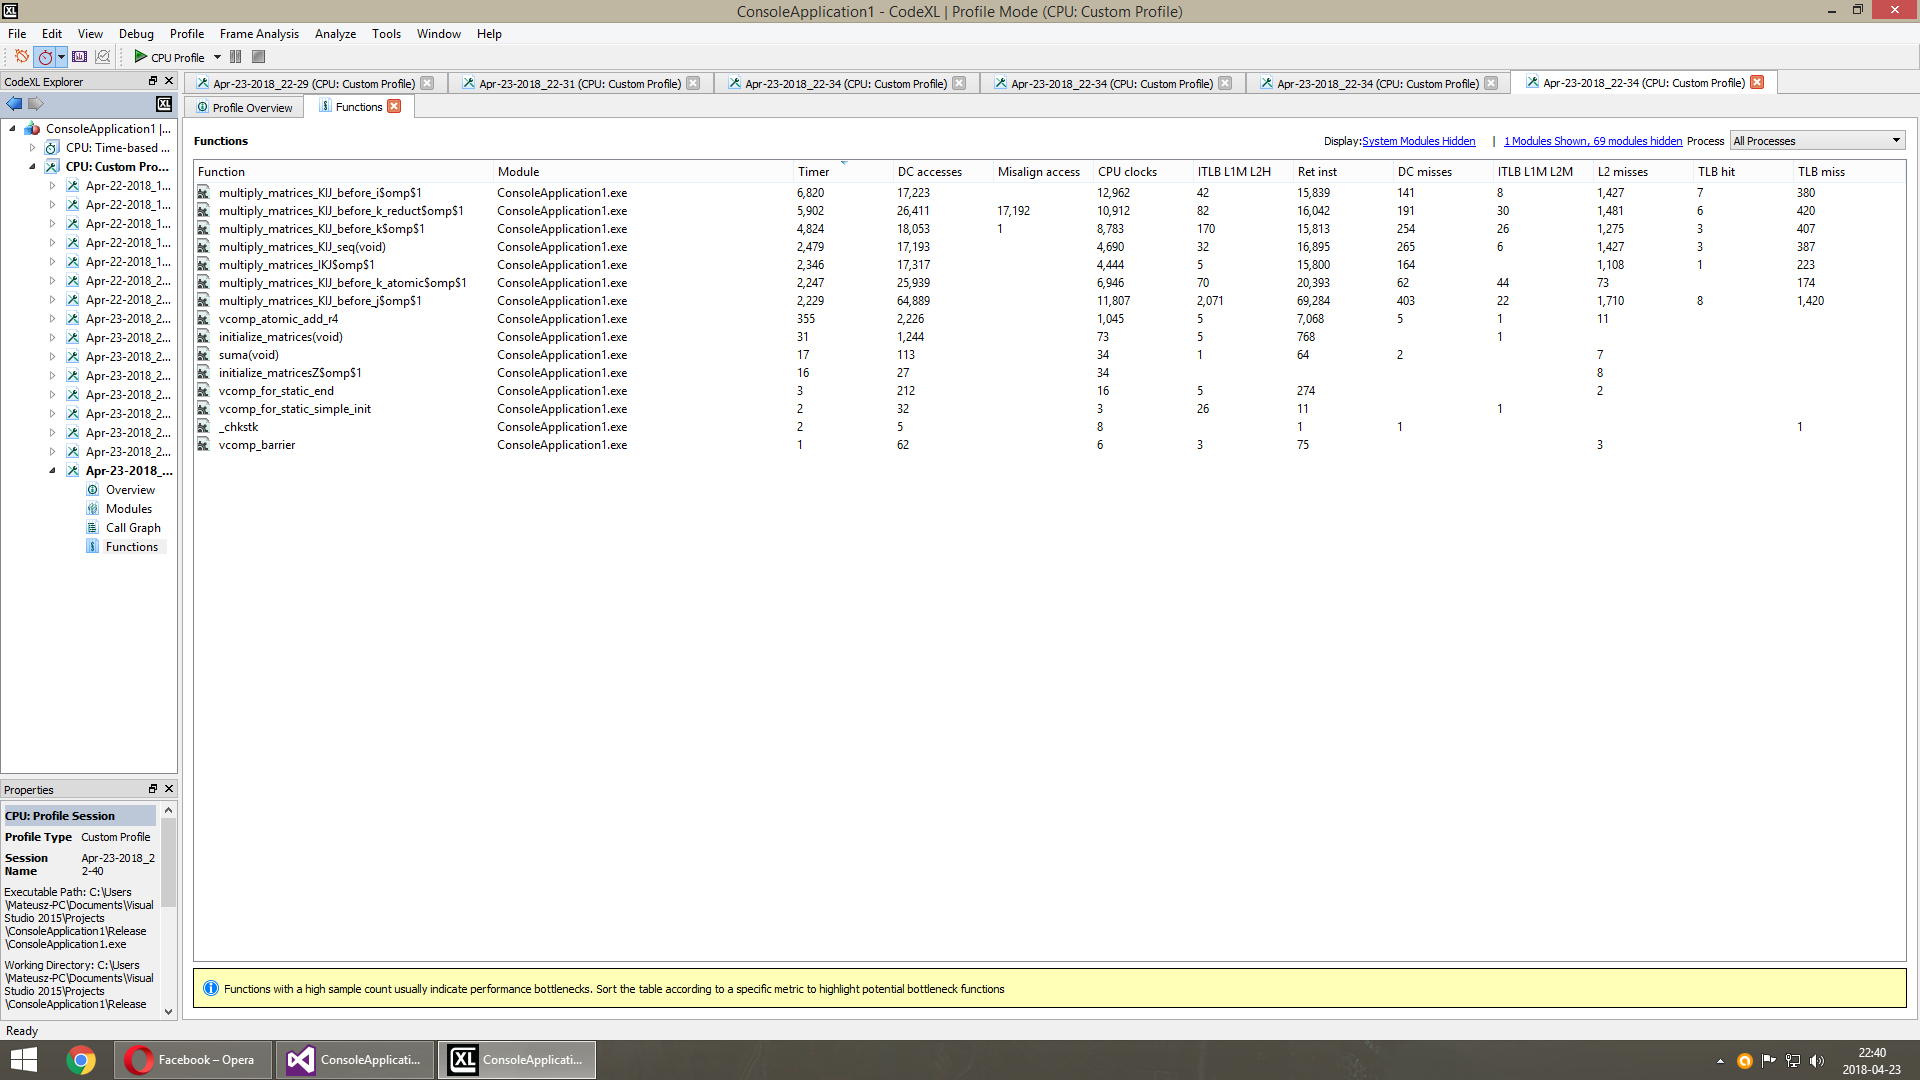 ConsoleApplication1 - CodeXL | Profile Mode (CPU: Custom Profile)
File Edit View Debug Profile Frame Analysis Analyze Tools Window Help
CPU Profile
CodeXL Explorer
ConsoleApplication1 |...
CPU: Time-based ...
CPU: Custom Pro...
Apr-22-2018_1...
Apr-22-2018_1...
Apr-22-2018_1...
Apr-22-2018_1...
Apr-22-2018_1...
Apr-22-2018_2...
Apr-22-2018_2...
Apr-23-2018_2...
Apr-23-2018_2...
Apr-23-2018_2...
Apr-23-2018_2...
Apr-23-2018_2...
Apr-23-2018_2...
Apr-23-2018_2...
Apr-23-2018_2...
Apr-23-2018_...
Overview
Modules
Call Graph
Functions
Properties
CPU: Profile Session
Profile Type Custom Profile
Session Apr-23-2018_2
Name 2-40
Executable Path: C:\Users
\Mateusz-PC\Documents\Visual
Studio 2015\Projects
\ConsoleApplication1\Release
\ConsoleApplication1.exe
Working Directory: C:\Users
\Mateusz-PC\Documents\Visual
Studio 2015\Projects
\ConsoleApplication1\Release
Apr-23-2018_22-29 (CPU: Custom Profile) Apr-23-2018_22-31 (CPU: Custom Profile) Apr-23-2018_22-34 (CPU: Custom Profile) Apr-23-2018_22-34 (CPU: Custom Profile) Apr-23-2018_22-34 (CPU: Custom Profile) Apr-23-2018_22-34 (CPU: Custom Profile)
Profile Overview Functions
Functions Display:System Modules Hidden | 1 Modules Shown, 69 modules hidden Process All Processes
Function Module Timer DC accesses Misalign access CPU clocks ITLB L1M L2H Ret inst DC misses ITLB L1M L2M L2 misses TLB hit TLB miss
multiply_matrices_KIJ_before_i$omp$1 ConsoleApplication1.exe 6,820 17,223 12,962 42 15,839 141 8 1,427 7 380
multiply_matrices_KIJ_before_k_reduct$omp$1 ConsoleApplication1.exe 5,902 26,411 17,192 10,912 82 16,042 191 30 1,481 6 420
multiply_matrices_KIJ_before_k$omp$1 ConsoleApplication1.exe 4,824 18,053 1 8,783 170 15,813 254 26 1,275 3 407
multiply_matrices_KIJ_seq(void) ConsoleApplication1.exe 2,479 17,193 4,690 32 16,895 265 6 1,427 3 387
multiply_matrices_IKJ$omp$1 ConsoleApplication1.exe 2,346 17,317 4,444 5 15,800 164 1,108 1 223
multiply_matrices_KIJ_before_k_atomic$omp$1 ConsoleApplication1.exe 2,247 25,939 6,946 70 20,393 62 44 73 174
multiply_matrices_KIJ_before_j$omp$1 ConsoleApplication1.exe 2,229 64,889 11,807 2,071 69,284 403 22 1,710 8 1,420
vcomp_atomic_add_r4 ConsoleApplication1.exe 355 2,226 1,045 5 7,068 5 1 11
initialize_matrices(void) ConsoleApplication1.exe 31 1,244 73 5 768 1
suma(void) ConsoleApplication1.exe 17 113 34 1 64 2 7
initialize_matricesZ$omp$1 ConsoleApplication1.exe 16 27 34 8
vcomp_for_static_end ConsoleApplication1.exe 3 212 16 5 274 2
vcomp_for_static_simple_init ConsoleApplication1.exe 2 32 3 26 11 1
_chkstk ConsoleApplication1.exe 2 5 8 1 1 1
vcomp_barrier ConsoleApplication1.exe 1 62 6 3 75 3
Functions with a high sample count usually indicate performance bottlenecks. Sort the table according to a specific metric to highlight potential bottleneck functions
Ready
Facebook – Opera ConsoleApplicati... XL ConsoleApplicati...
22:40
2018-04-23